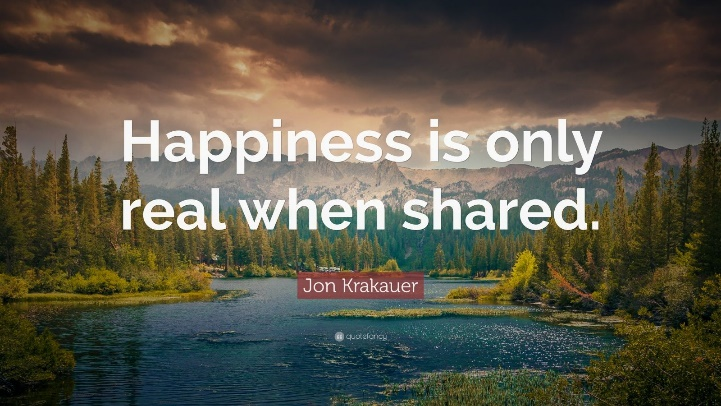 Happiness is only
real when shared.
Jon Krakauer
quotefancy